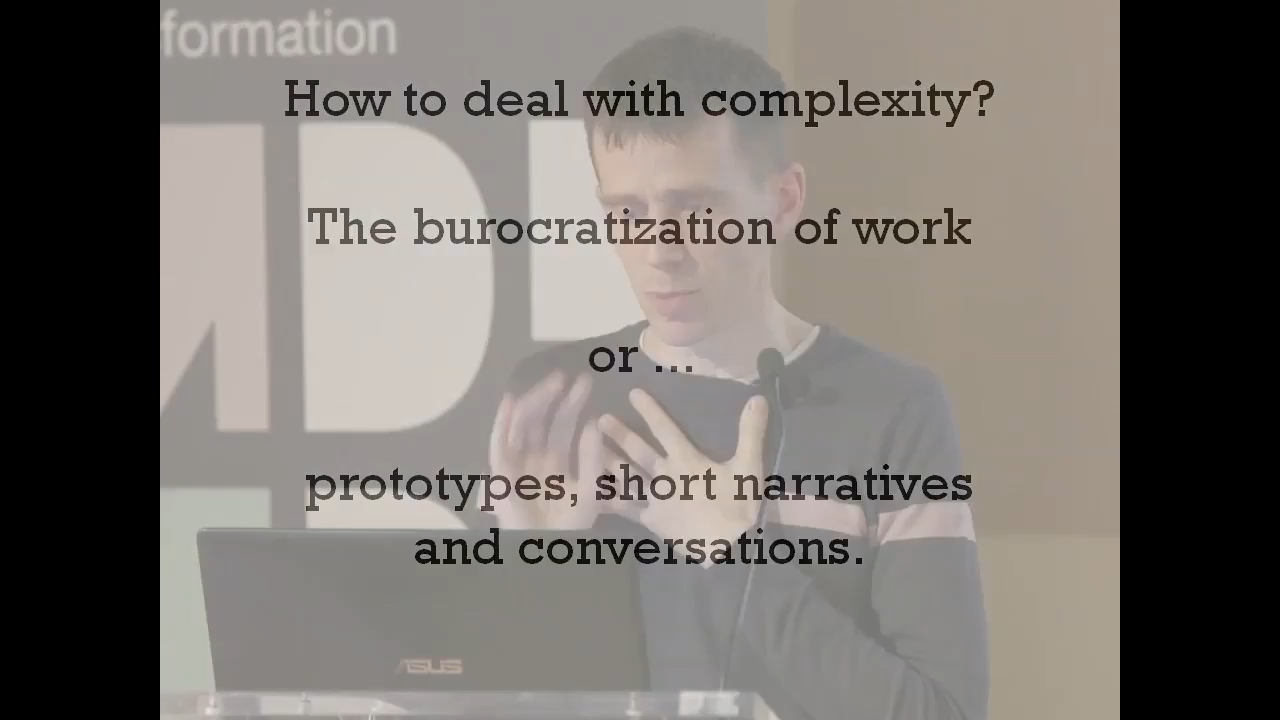 formation
How to deal with complexity?
The burocratization of work
or ...
prototypes, short narratives
and conversations.
ASUS